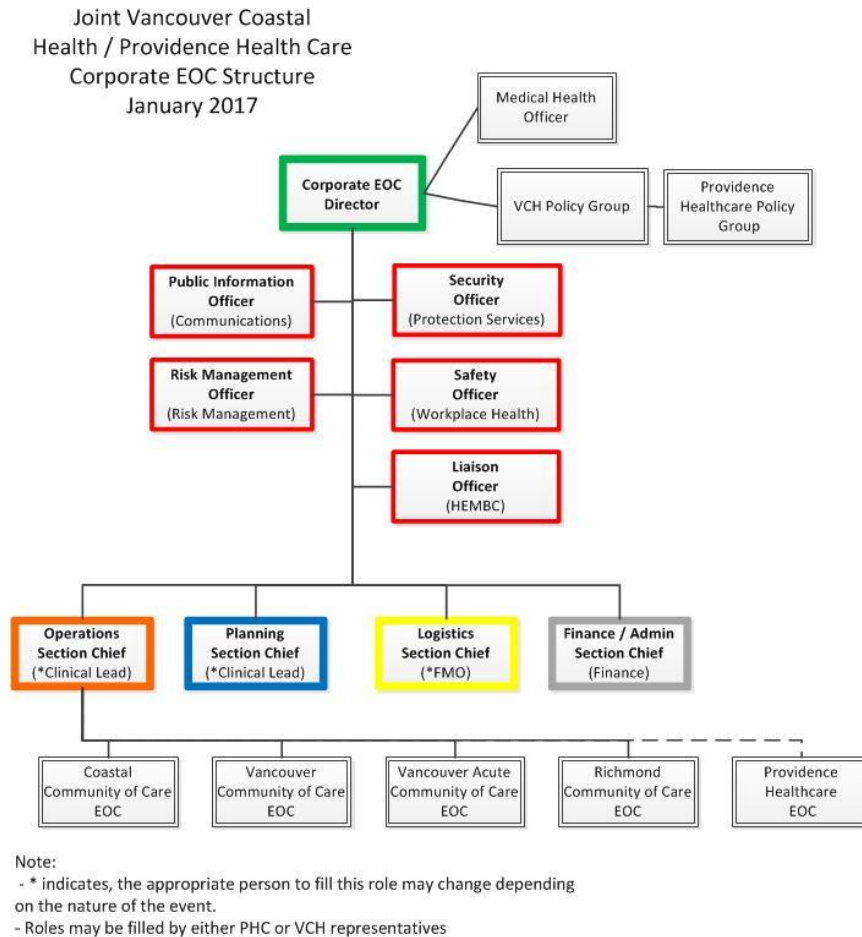 Joint Vancouver Coastal
Health / Providence Health Care
Corporate EOC Structure
January 2017
Medical Health
Officer
Corporate EOC
Director
VCH Policy Group
Providence
Healthcare Policy
Group
Public Information
Officer
(Communications)
Security
Officer
(Protection Services)
Risk Management
Officer
(Risk Management)
Safety
Officer
(Workplace Health)
Liaison
Officer
(HEMBC)
Operations
Section Chief
(*Clinical Lead)
Planning
Section Chief
(*Clinical Lead)
Logistics
Section Chief
(*FMO)
Finance / Admin
Section Chief
(Finance)
Coastal
Community of Care
EOC
Vancouver
Community of Care
EOC
Vancouver Acute
Community of Care
EOC
Richmond
Community of Care
EOC
Providence
Healthcare
EOC
Note:
- * indicates, the appropriate person to fill this role may change depending
on the nature of the event.
- Roles may be filled by either PHC or VCH representatives